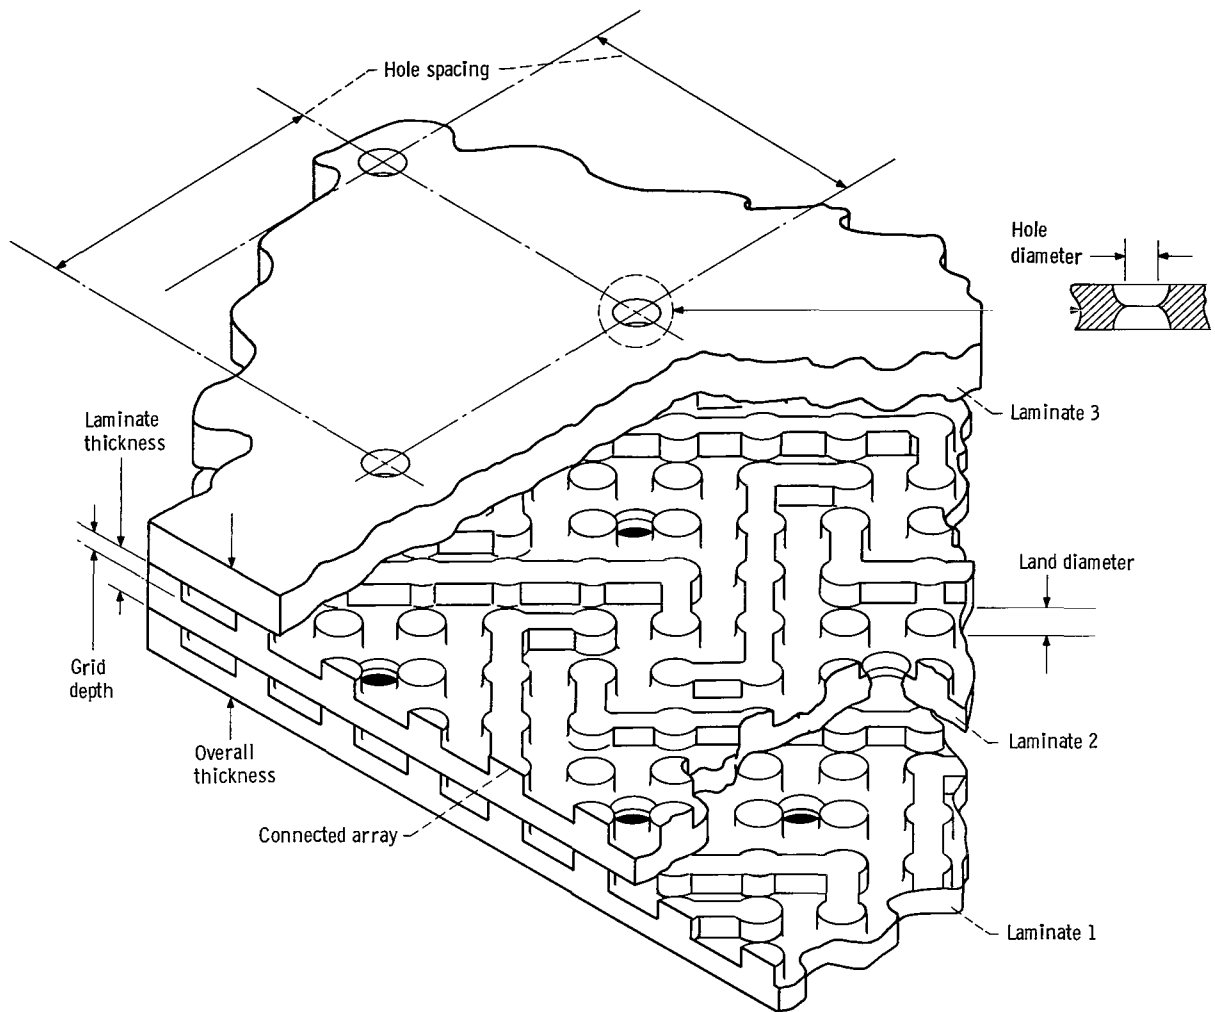 Hole spacing
Hole
diameter
Laminate 3
Laminate
thickness
Land diameter
Grid
depth
Laminate 2
Overall
thickness
Connected array
Laminate 1